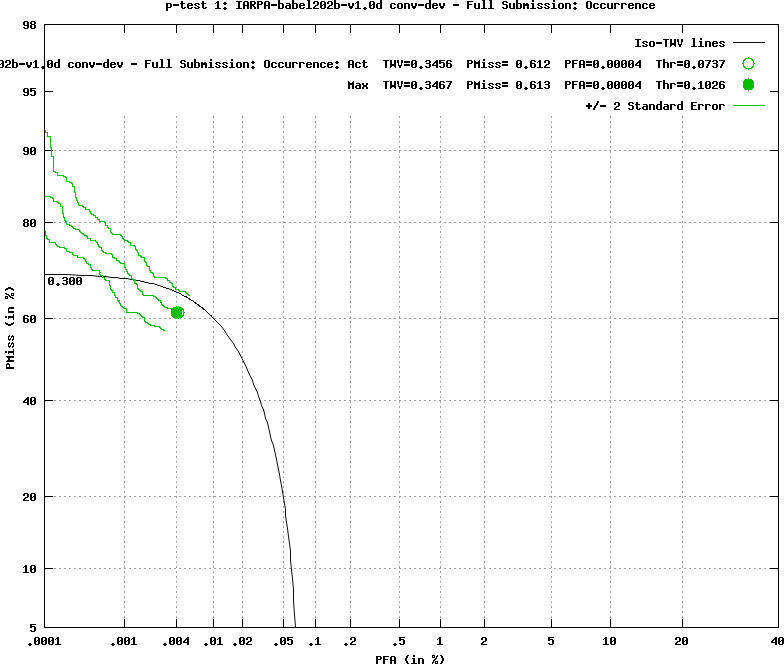 p-test 1: IARPA-babel202b-v1.0d conv-dev - Full Submission: Occurrence
98
95
90
80
60
40
20
10
5
PMiss (in %)
Iso-TWV lines
02b-v1.0d conv-dev - Full Submission: Occurrence: Act TWV=0.3456 PMiss= 0.612 PFA=0.00004 Thr=0.0737
Max TWV=0.3467 PMiss= 0.613 PFA=0.00004 Thr=0.1026
+/- 2 Standard Error
0.300
.0001 .001 .004 .01 .02 .05 .1 .2 .5 1 2 5 10 20 40
PFA (in %)